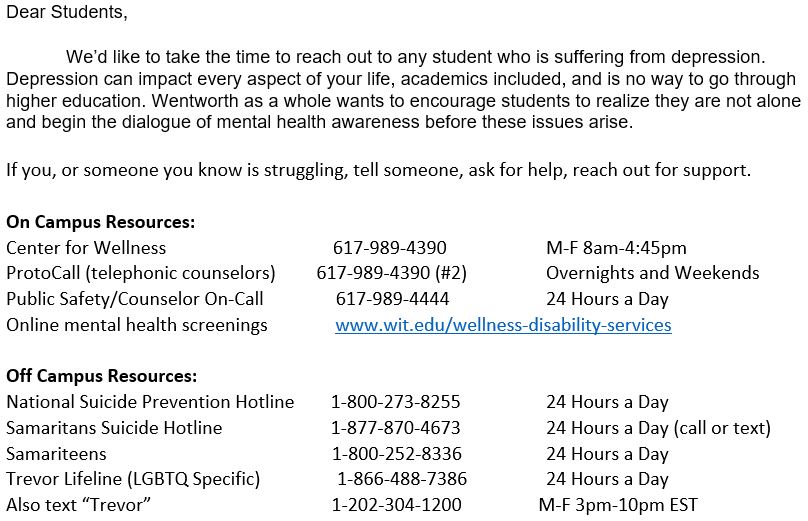 Dear Students,
We’d like to take the time to reach out to any student who is suffering from depression.
Depression can impact every aspect of your life, academics included, and is no way to go through
higher education. Wentworth as a whole wants to encourage students to realize they are not alone
and begin the dialogue of mental health awareness before these issues arise.
If you, or someone you know is struggling, tell someone, ask for help, reach out for support.
On Campus Resources:
Center for Wellness 617-989-4390 M-F 8am-4:45pm
ProtoCall (telephonic counselors) 617-989-4390 (#2) Overnights and Weekends
Public Safety/Counselor On-Call 617-989-4444 24 Hours a Day
Online mental health screenings www.wit.edu/wellness-disability-services
Off Campus Resources:
National Suicide Prevention Hotline 1-800-273-8255 24 Hours a Day
Samaritans Suicide Hotline 1-877-870-4673 24 Hours a Day (call or text)
Samariteens 1-800-252-8336 24 Hours a Day
Trevor Lifeline (LGBTQ Specific) 1-866-488-7386 24 Hours a Day
Also text “Trevor” 1-202-304-1200 M-F 3pm-10pm EST